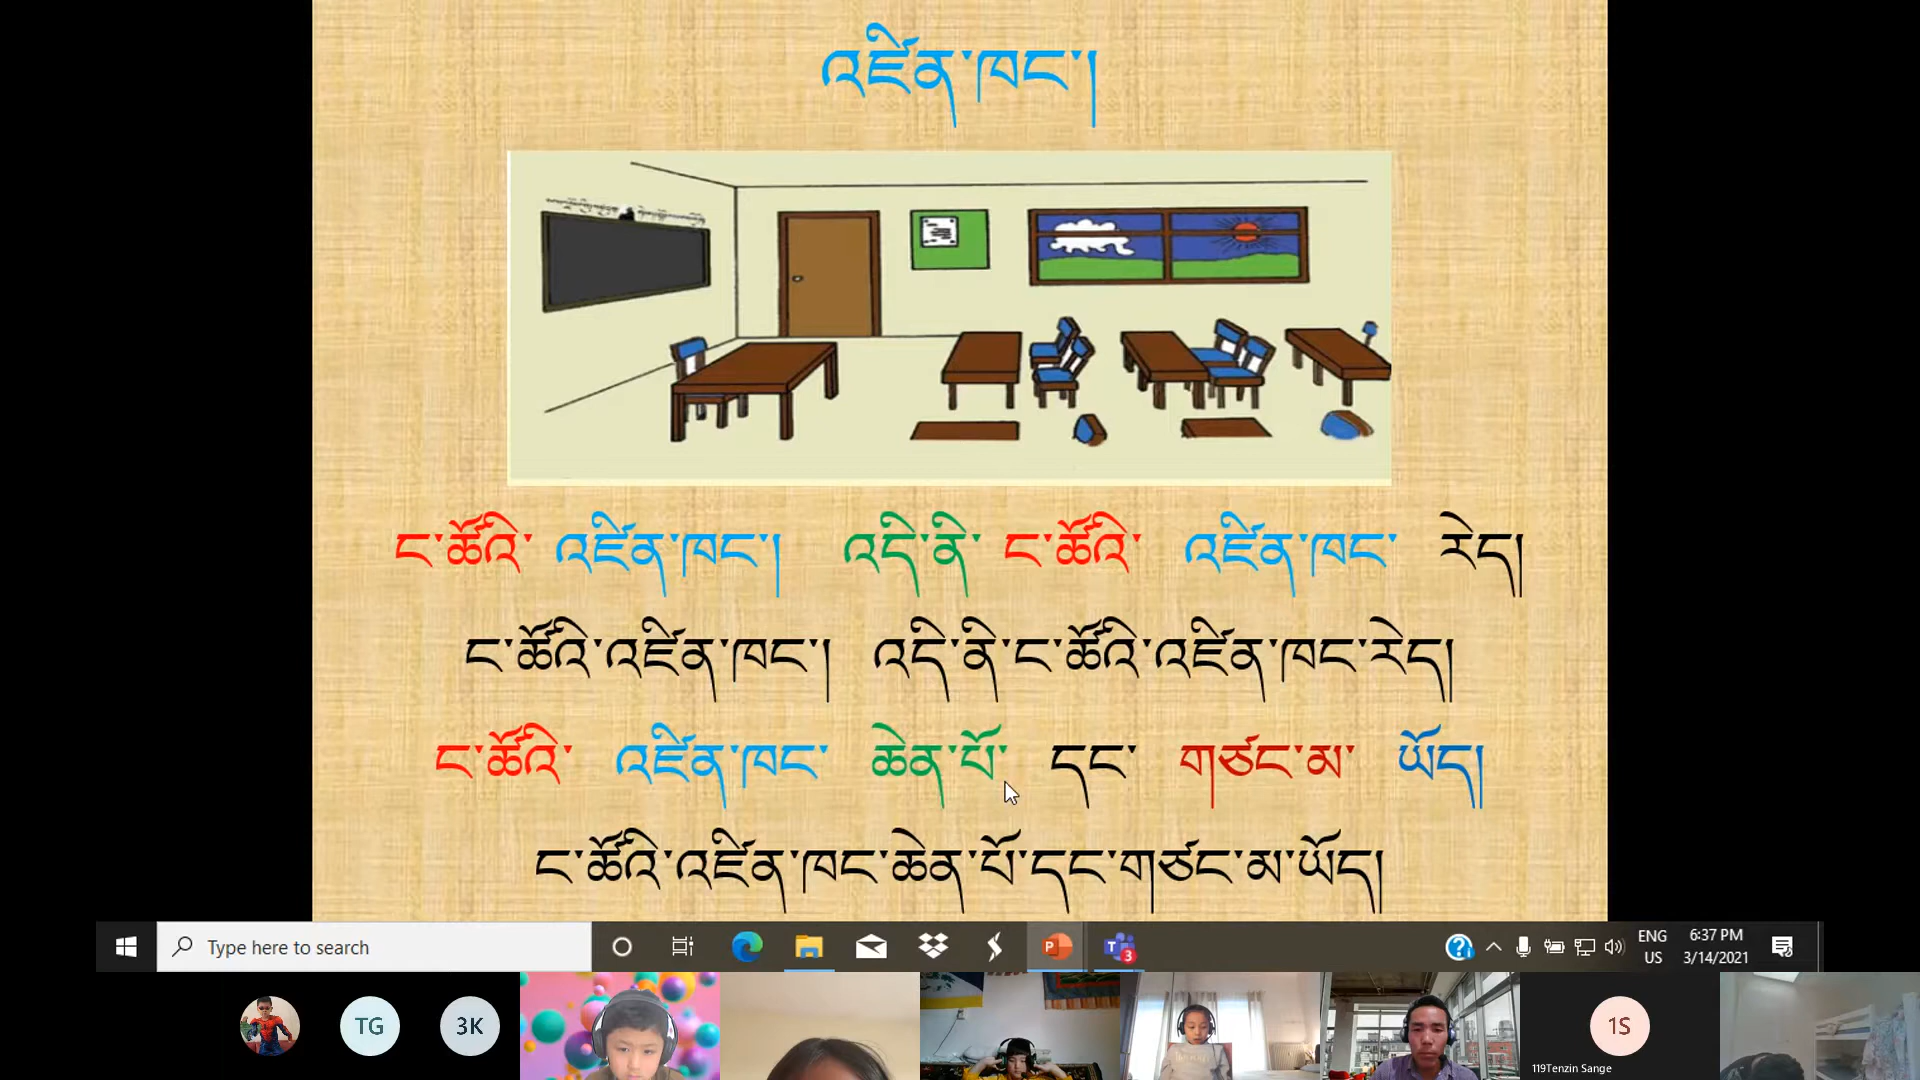 འཛིན་ཁང་།
ང་ཚོའི་ འཛིན་ཁང་། འདི་ནི་ ང་ཚོའི་ འཛིན་ཁང་ རེད།
ང་ཚོའི་འཛིན་ཁང་། འདི་ནི་ང་ཚོའི་འཛིན་ཁང་རེད།
ང་ཚོའི་ འཛིན་ཁང་ ཆེན་པོ་ དང་ གཙང་མ་ ཡོད།
ང་ཚོའི་འཛིན་ཁང་ཆེན་པོ་དང་གཙང་མ་ཡོད།
Type here to search
ENG
US
6:37 PM
3/14/2021
3
TG
3K
1S
119Tenzin Sange